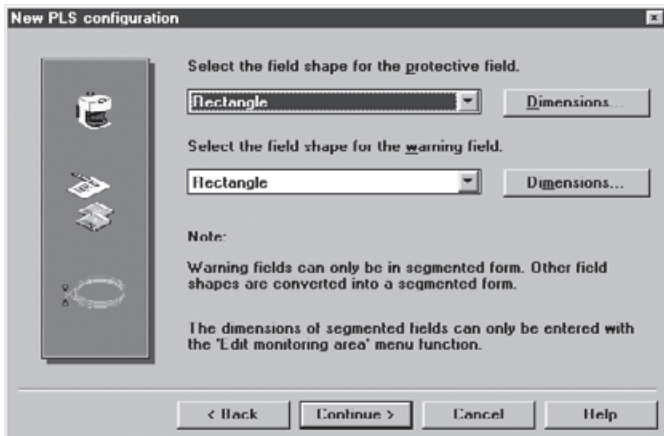 New PLS configuration
Select the field shape for the protective field.
Rectangle
Dimensions...
Select the field shape for the warning field.
Rectangle
Dimensions...
Note:
Warning fields can only be in segmented form. Other field
shapes are converted into a segmented form.
The dimensions of segmented fields can only be entered with
the "Edit monitoring area" menu function.
< Back
Continue >
Cancel
Help